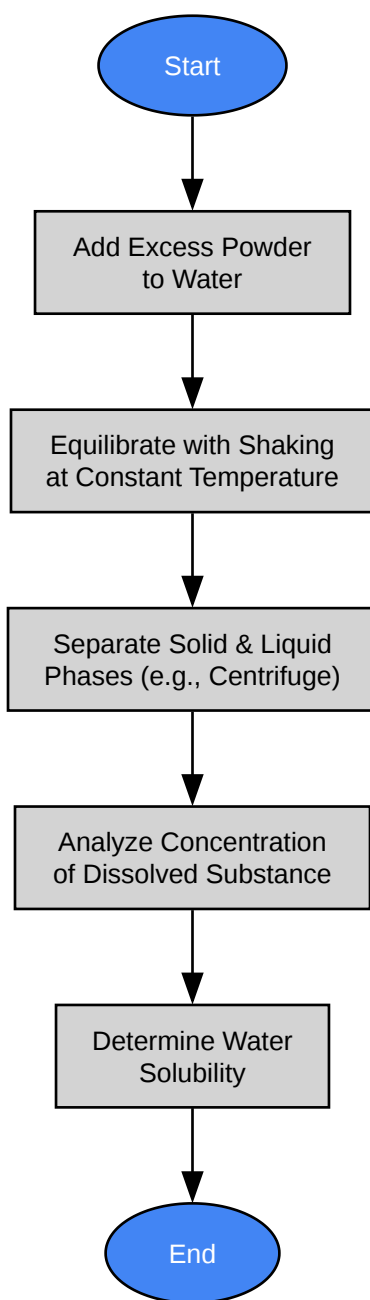 Start
Add Excess Powder
to Water
Equilibrate with Shaking
at Constant Temperature
Separate Solid & Liquid
Phases (e.g., Centrifuge)
Analyze Concentration
of Dissolved Substance
Determine Water
Solubility
End